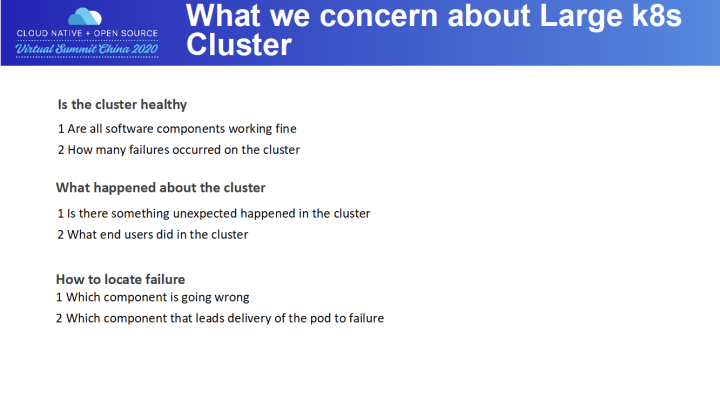 What we concern about Large k8s
Cluster
CLOUD NATIVE + OPEN SOURCE
Virtual Summit China 2020
Is the cluster healthy
1 Are all software components working fine
2 How many failures occurred on the cluster
What happened about the cluster
1 Is there something unexpected happened in the cluster
2 What end users did in the cluster
How to locate failure
1 Which component is going wrong
2 Which component that leads delivery of the pod to failure